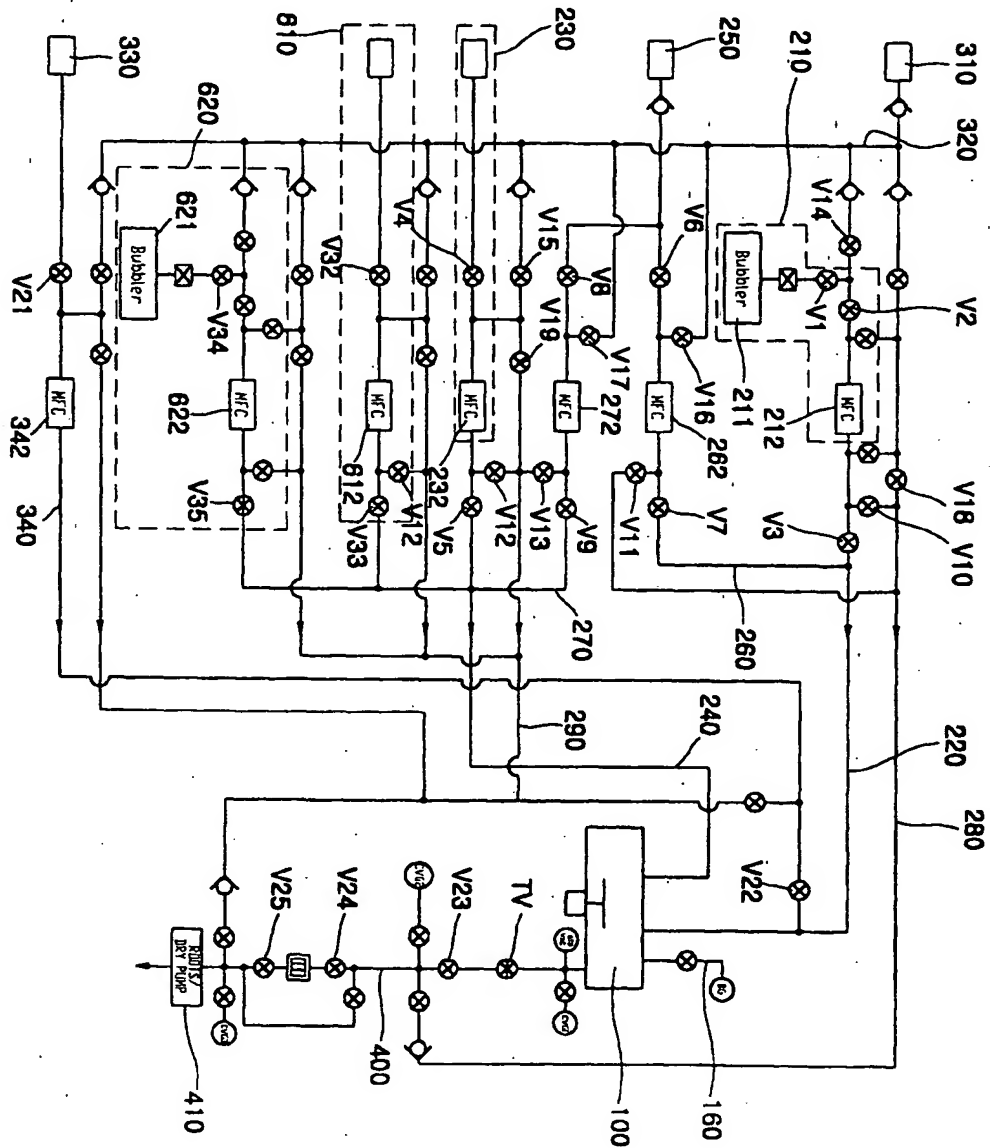 330
810
230
250
210
310
620
320
V14
621
Bubbler
V32
V4
V15
V6
V8
211
Bubbler
V1
V2
V21
V34
V19
V17
V16
212
MFC
342
MFC
622
MFC
612
MFC
232
MFC
272
MFC
262
MFC
V35
V33
V12
V5
V12
V13
V9
V11
V7
V3
V10
V18
340
270
260
290
240
220
280
V25
V24
V23
TV
V22
ROOTS/
DRY PUMP
BG
410
400
100
160